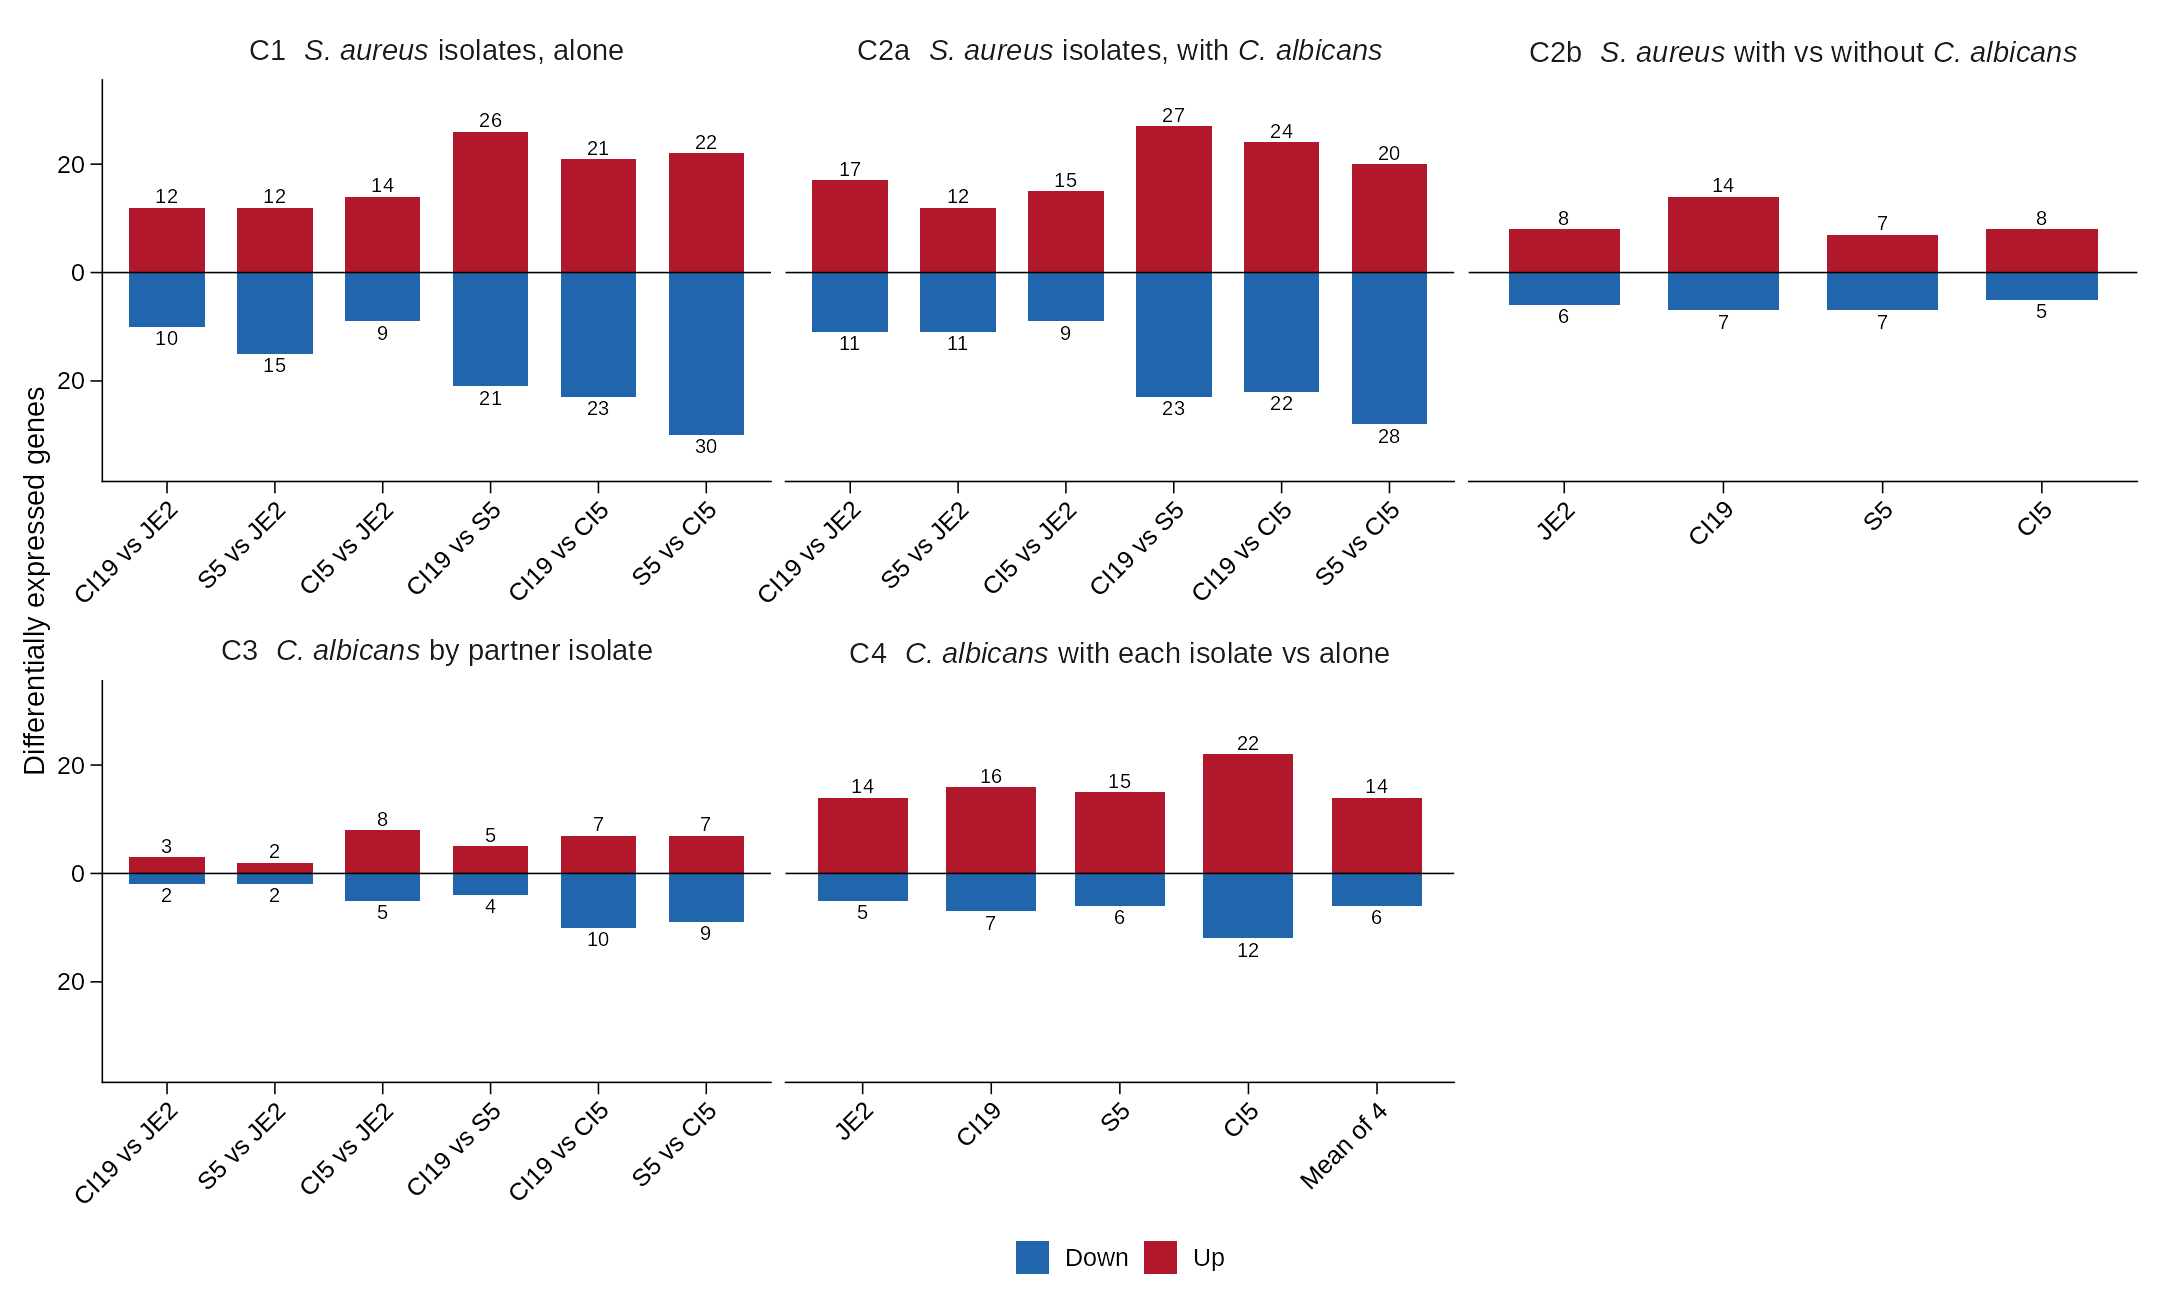 C1 S. aureus isolates, alone
C2a S. aureus isolates, with C. albicans
C2b S. aureus with vs without C. albicans
Differentially expressed genes
20
0
20
12
12
14
26
21
22
10
15
9
21
23
30
CI19 vs JE2
S5 vs JE2
CI5 vs JE2
CI19 vs S5
CI19 vs CI5
S5 vs CI5
17
12
15
27
24
20
11
11
9
23
22
28
CI19 vs JE2
S5 vs JE2
CI5 vs JE2
CI19 vs S5
CI19 vs CI5
S5 vs CI5
8
14
7
8
6
7
7
5
JE2
CI19
S5
CI5
C3 C. albicans by partner isolate
C4 C. albicans with each isolate vs alone
20
0
20
3
2
8
5
7
7
2
2
5
4
10
9
CI19 vs JE2
S5 vs JE2
CI5 vs JE2
CI19 vs S5
CI19 vs CI5
S5 vs CI5
14
16
15
22
14
5
7
6
12
6
JE2
CI19
S5
CI5
Mean of 4
Down
Up